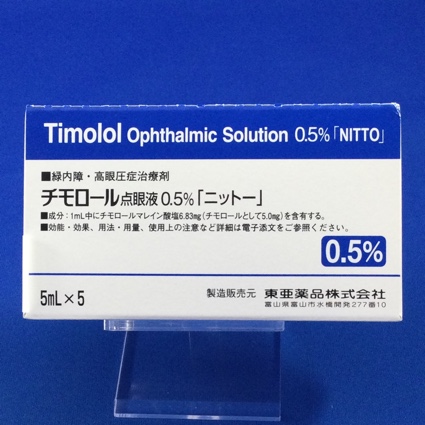 Timolol Ophthalmic Solution 0.5%「NITTO」
■緑内障・高眼圧症治療剤
チモロール点眼液0.5%「ニットー」
■成分：1mL中にチモロールマレイン酸塩6.83mg（チモロールとして5.0mg）を含有する。
■効能・効果、用法・用量、使用上の注意など詳細は電子添文をご参照ください。
0.5%
5mL×5
製造販売元 東亜薬品株式会社
富山県富山市水橋開発277番10